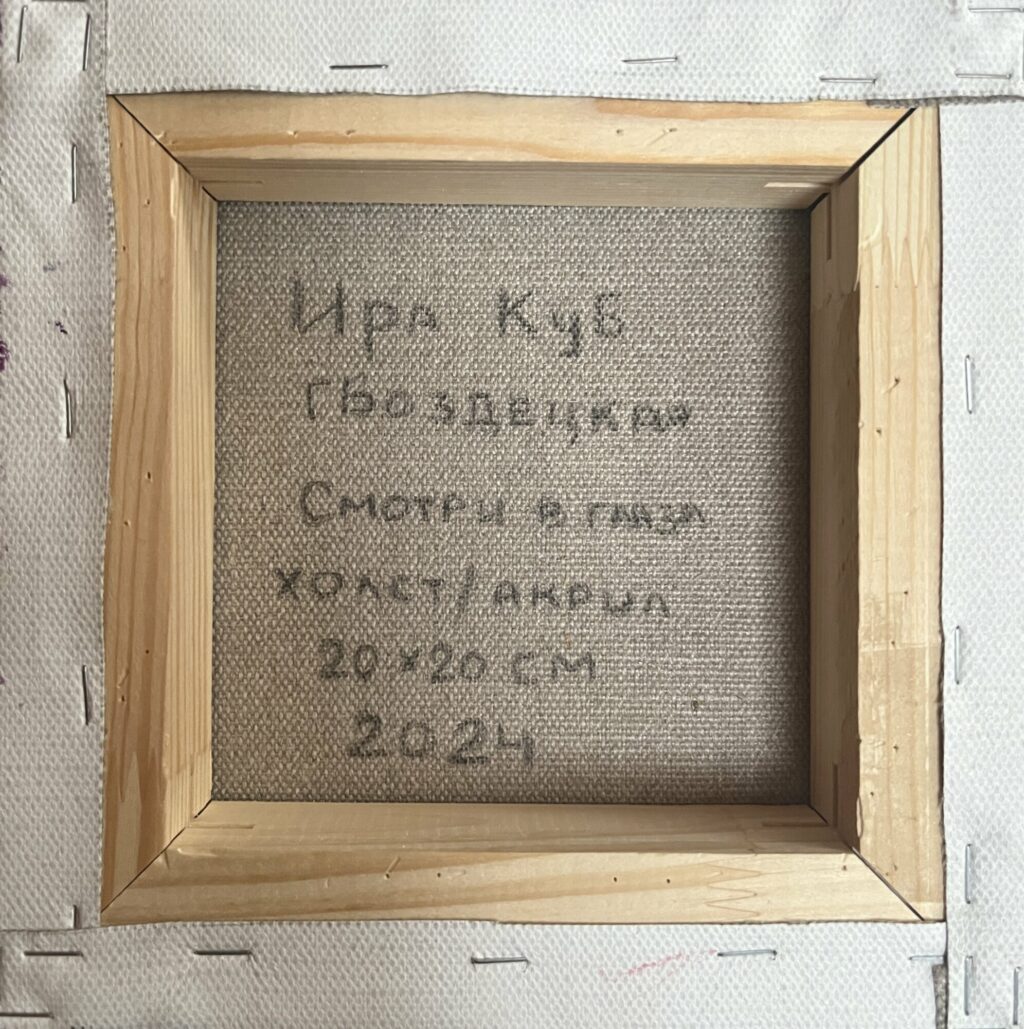 Ира Куб
Гвоздецкая
Смотри в глаза
холст/акрил
20×20 см
2024